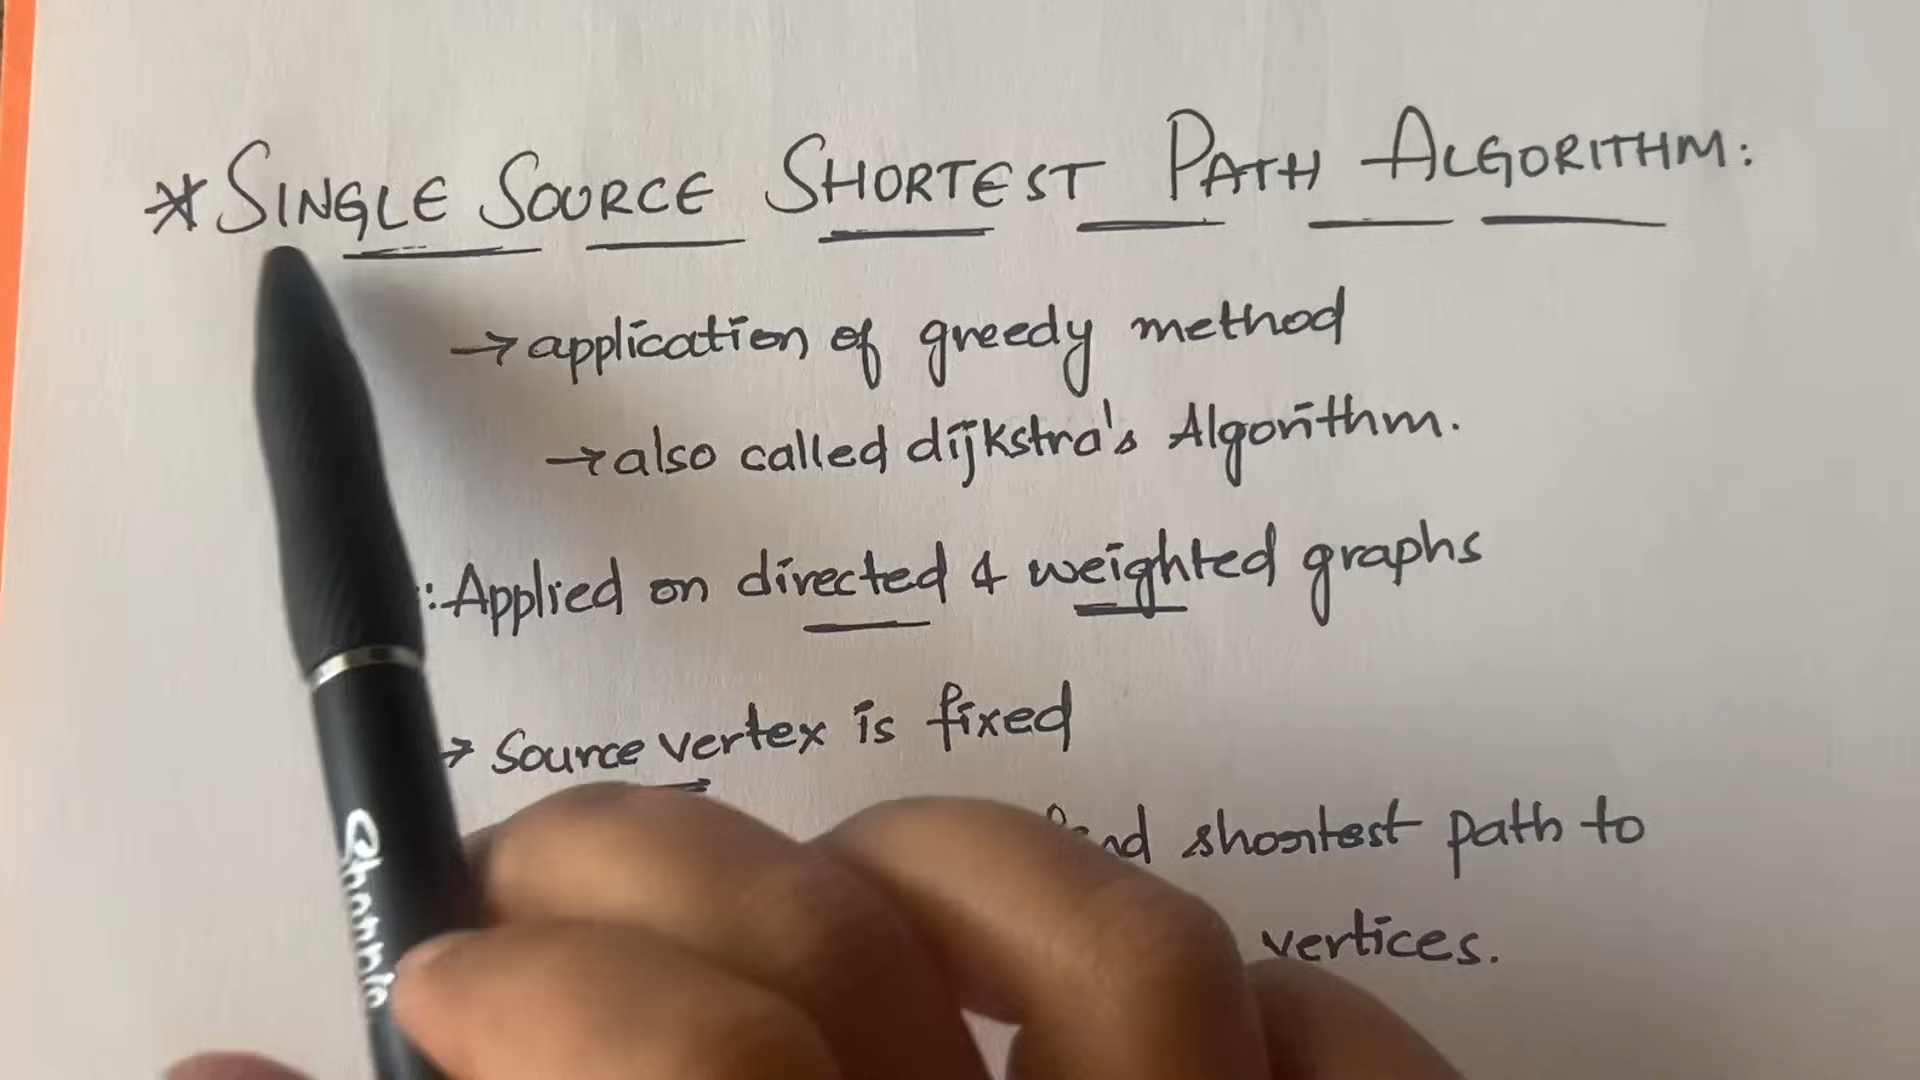 * SINGLE SOURCE SHORTEST PATH ALGORITHM:
→ application of greedy method
→ also called dijkstra's Algorithm.
:: Applied on directed & weighted graphs
→ Source vertex is fixed
shortest path to
vertices.